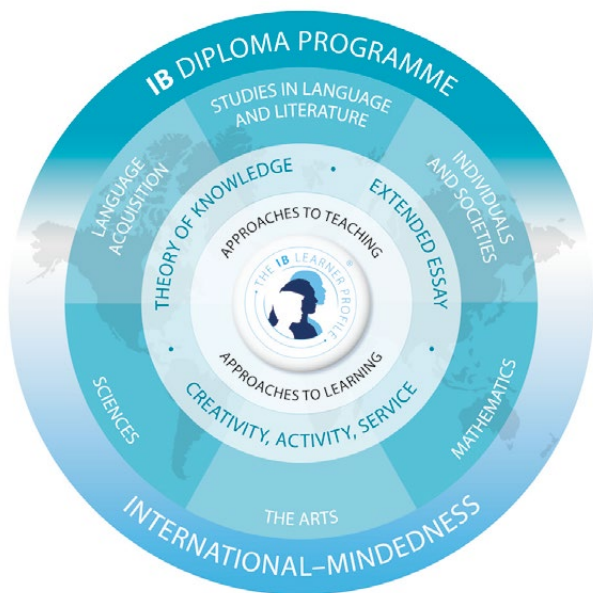 IB DIPLOMA PROGRAMME
STUDIES IN LANGUAGE
AND LITERATURE
LANGUAGE
ACQUISITION
INDIVIDUALS
AND SOCIETIES
THEORY OF KNOWLEDGE •
EXTENDED ESSAY •
APPROACHES TO TEACHING
• THE IB LEARNER PROFILE •
®
APPROACHES TO LEARNING
CREATIVITY, ACTIVITY, SERVICE •
SCIENCES
MATHEMATICS
THE ARTS
INTERNATIONAL–MINDEDNESS